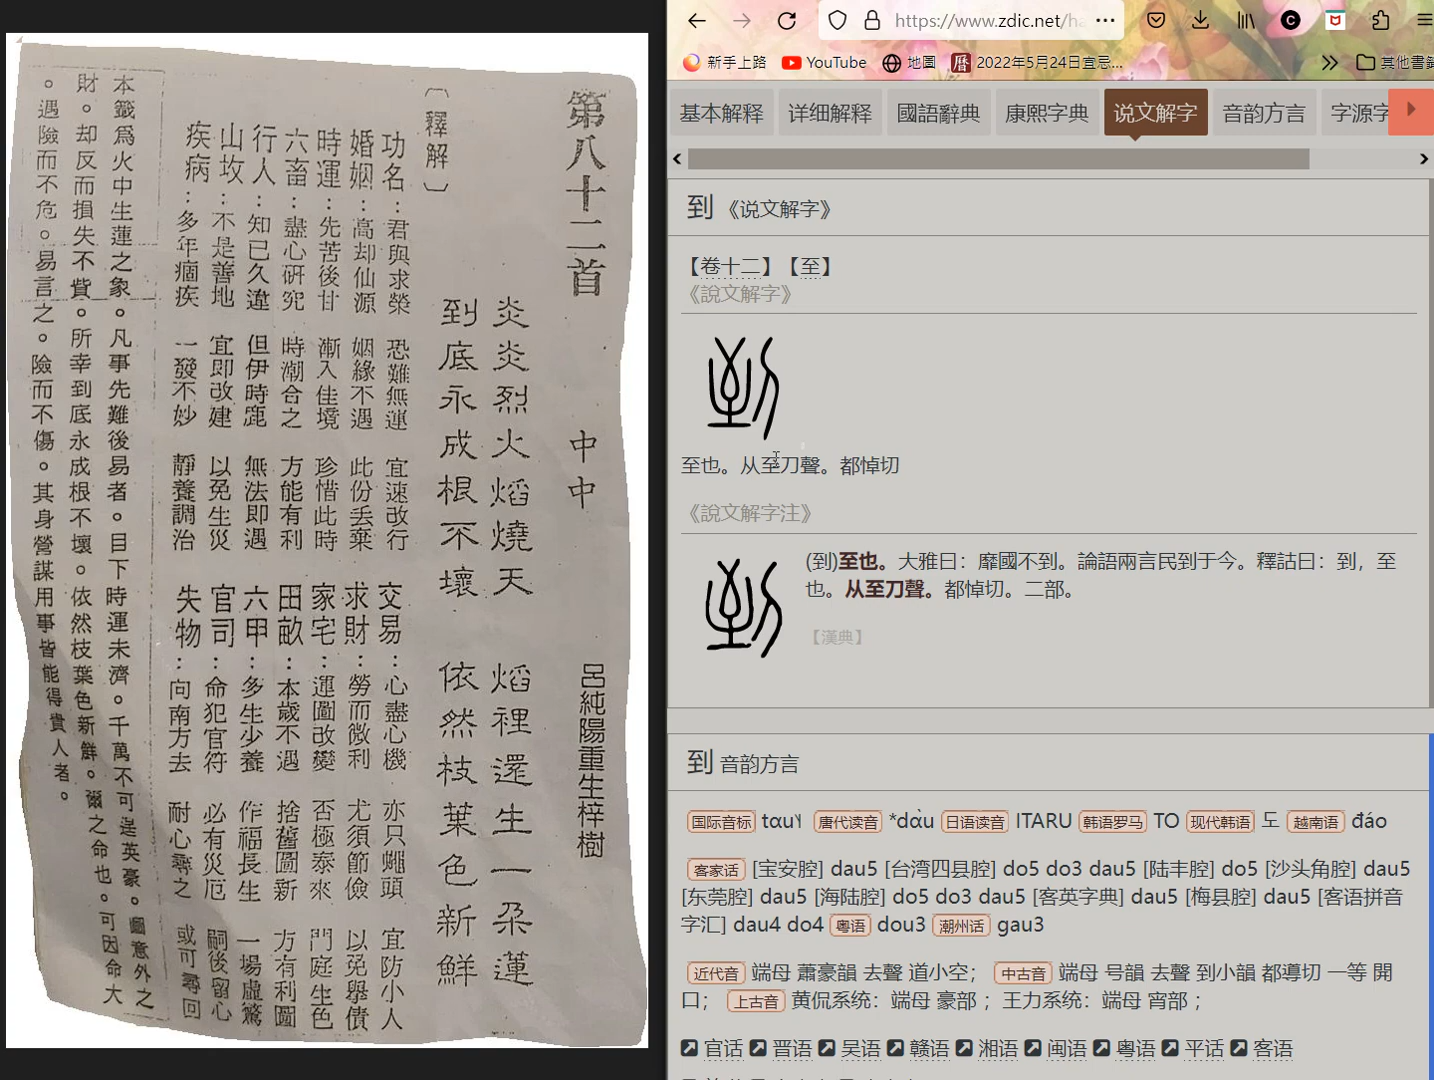 第八十二首　中中　呂純陽重生梓樹
炎炎烈火熖燒天　熖裡還生一朶蓮
到底永成根不壞　依然枝葉色新鮮
〔釋解〕
功名：君與求榮　恐難無運　宜速改行　交易：心盡心機　亦只蠅頭　宜防小人
婚姻：高却仙源　姻緣不遇　此份丢棄　求財：勞而微利　尤須節儉　以免舉債
時運：先苦後甘　漸入佳境　珍惜此時　家宅：運圖改變　否極泰來　門庭生色
六畜：盡心研究　時潮合之　方能有利　田畝：本歲不遇　捨舊圖新　方有利圖
行人：知已久違　但伊時鹿　無法即遇　六甲：多生少養　作福長生　一場虛驚
山坟：不是善地　宜即改建　以免生災　官司：命犯官符　必有災厄　嗣後留心
疾病：多年痼疾　一發不妙　靜養調治　失物：向南方去　耐心尋之　或可尋回
本籤爲火中生蓮之象。凡事先難後易者。目下時運未濟。千萬不可逞英豪。圖意外之
財。却反而損失不貲。所幸到底永成根不壞。依然枝葉色新鮮。爾之命也。可因命大
。遇險而不危。易言之。險而不傷。其身營謀用事皆能得貴人者。
https://www.zdic.net/ha
新手上路 YouTube 地圖 2022年5月24日宜忌... 其他書籤
基本解释 详细解释 國語辭典 康熙字典 说文解字 音韵方言 字源字
到《说文解字》
【卷十二】【至】
《說文解字》
至也。从至刀聲。都悼切
《說文解字注》
(到)至也。大雅曰：靡國不到。論語兩言民到于今。釋詁曰：到，至
也。从至刀聲。都悼切。二部。
【漢典】
到 音韵方言
国际音标 tɑu˥˧ 唐代读音 *dɑ̀u 日语读音 ITARU 韩语罗马 TO 现代韩语 도 越南语 đáo
客家话 [宝安腔] dau5 [台湾四县腔] do5 do3 dau5 [陆丰腔] do5 [沙头角腔] dau5
[东莞腔] dau5 [海陆腔] do5 do3 dau5 [客英字典] dau5 [梅县腔] dau5 [客语拼音
字汇] dau4 do4 粤语 dou3 潮州话 gau3
近代音 端母 蕭豪韻 去聲 道小空； 中古音 端母 号韻 去聲 到小韻 都導切 一等 開
口； 上古音 黄侃系统：端母 豪部 ；王力系统：端母 宵部 ；
官话 晋语 吴语 赣语 湘语 闽语 粤语 平话 客语